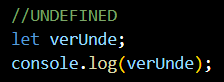 //UNDEFINED
let verUnde;
console.log(verUnde);